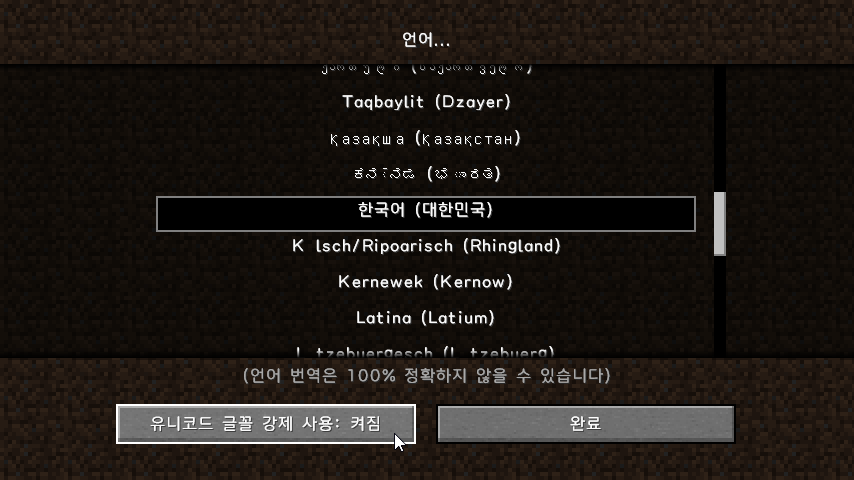 언어...
Taqbaylit (Dzayer)
Қазақша (Қазақстан)
한국어 (대한민국)
K lsch/Ripoarisch (Rhingland)
Kernewek (Kernow)
Latina (Latium)
L tzebuergesch (L tzebuerg)
(언어 번역은 100% 정확하지 않을 수 있습니다)
유니코드 글꼴 강제 사용: 켜짐
완료